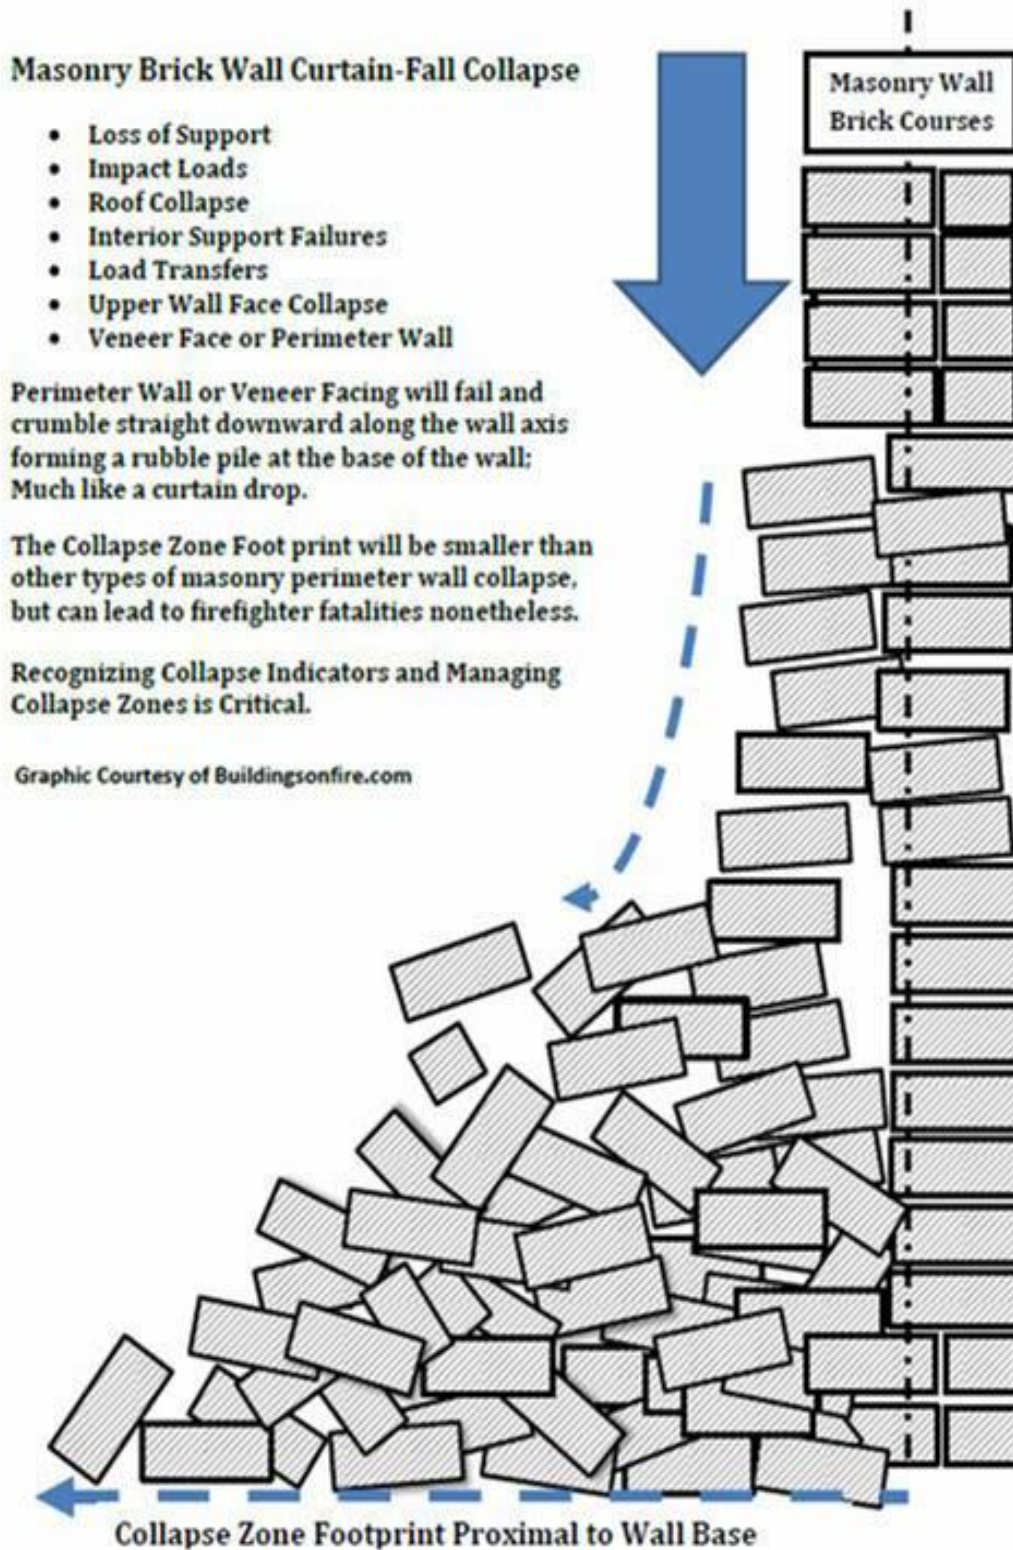 Masonry Brick Wall Curtain-Fall Collapse
Masonry Wall
Brick Courses
• Loss of Support
• Impact Loads
• Roof Collapse
• Interior Support Failures
• Load Transfers
• Upper Wall Face Collapse
• Veneer Face or Perimeter Wall
Perimeter Wall or Veneer Facing will fail and
crumble straight downward along the wall axis
forming a rubble pile at the base of the wall;
Much like a curtain drop.
The Collapse Zone Foot print will be smaller than
other types of masonry perimeter wall collapse,
but can lead to firefighter fatalities nonetheless.
Recognizing Collapse Indicators and Managing
Collapse Zones is Critical.
Graphic Courtesy of Buildingsonfire.com
Collapse Zone Footprint Proximal to Wall Base